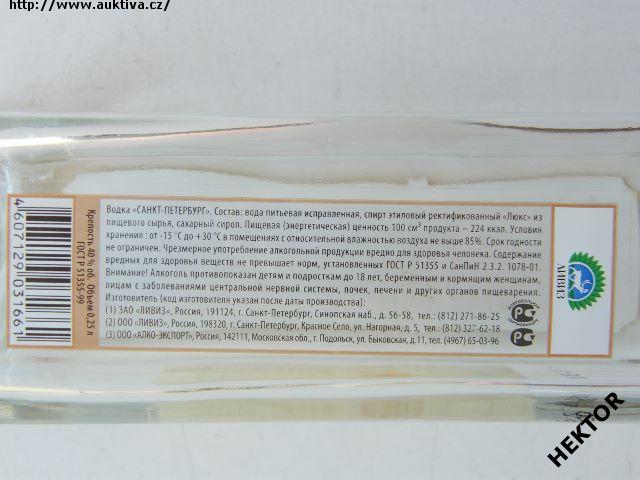 http://www.auktiva.cz/
4607129031661
Крепость 40 % об. Объем 0,25 л
ГОСТ Р 51355-99
Водка «САНКТ-ПЕТЕРБУРГ». Состав: вода питьевая исправленная, спирт этиловый ректификованный «Люкс» из
пищевого сырья, сахарный сироп. Пищевая (энергетическая) ценность 100 см³ продукта – 224 ккал. Условия
хранения : от -15 °С до +30 °С в помещениях с относительной влажностью воздуха не выше 85%. Срок годности
не ограничен. Чрезмерное употребление алкогольной продукции вредно для здоровья человека. Содержание
вредных для здоровья веществ не превышает норм, установленных ГОСТ Р 51355 и СанПиН 2.3.2. 1078-01.
Внимание! Алкоголь противопоказан детям и подросткам до 18 лет, беременным и кормящим женщинам,
лицам с заболеваниями центральной нервной системы, почек, печени и других органов пищеварения.
Изготовитель (код изготовителя указан после даты производства):
(1) ЗАО «ЛИВИЗ», Россия, 191124, г. Санкт-Петербург, Синопская наб., д. 56-58, тел.: (812) 271-86-25
(2) ООО «ЛИВИЗ», Россия, 198320, г. Санкт-Петербург, Красное Село, ул. Нагорная, д. 5, тел.: (812) 327-62-18
(3) ООО «АЛКО-ЭКСПОРТ», Россия, 142111, Московская обл., г. Подольск, ул. Быковская, д.11, тел. (4967) 65-03-96
ЛИВИЗ
HEKTOR